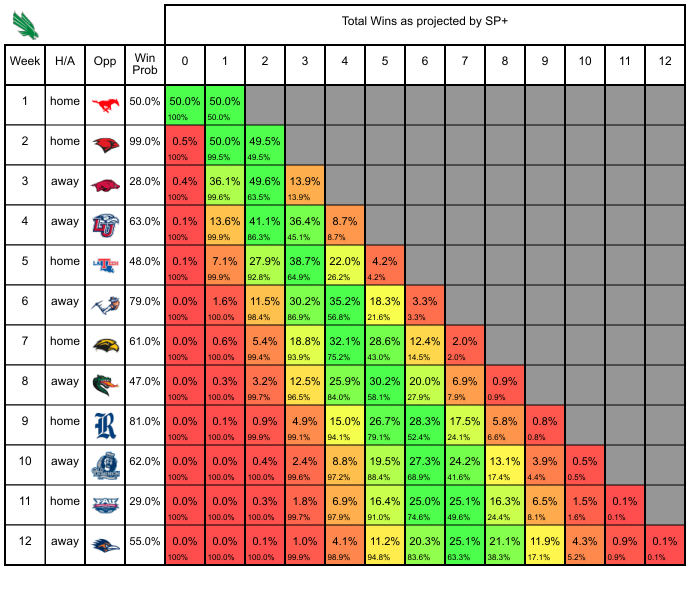 Total Wins as projected by SP+
Week H/A Opp Win Prob 0 1 2 3 4 5 6 7 8 9 10 11 12
1 home 50.0% 50.0% 50.0%
100% 50.0%
2 home 99.0% 0.5% 50.0% 49.5%
100% 99.5% 49.5%
3 away 28.0% 0.4% 36.1% 49.6% 13.9%
100% 99.6% 63.5% 13.9%
4 away 63.0% 0.1% 13.6% 41.1% 36.4% 8.7%
100% 99.9% 86.3% 45.1% 8.7%
5 home 48.0% 0.1% 7.1% 27.9% 38.7% 22.0% 4.2%
100% 99.9% 92.8% 64.9% 26.2% 4.2%
6 away 79.0% 0.0% 1.6% 11.5% 30.2% 35.2% 18.3% 3.3%
100% 100.0% 98.4% 86.9% 56.8% 21.6% 3.3%
7 home 61.0% 0.0% 0.6% 5.4% 18.8% 32.1% 28.6% 12.4% 2.0%
100% 100.0% 99.4% 93.9% 75.2% 43.0% 14.5% 2.0%
8 away 47.0% 0.0% 0.3% 3.2% 12.5% 25.9% 30.2% 20.0% 6.9% 0.9%
100% 100.0% 99.7% 96.5% 84.0% 58.1% 27.9% 7.9% 0.9%
9 home 81.0% 0.0% 0.1% 0.9% 4.9% 15.0% 26.7% 28.3% 17.5% 5.8% 0.8%
100% 100.0% 99.9% 99.1% 94.1% 79.1% 52.4% 24.1% 6.6% 0.8%
10 away 62.0% 0.0% 0.0% 0.4% 2.4% 8.8% 19.5% 27.3% 24.2% 13.1% 3.9% 0.5%
100% 100.0% 100.0% 99.6% 97.2% 88.4% 68.9% 41.6% 17.4% 4.4% 0.5%
11 home 29.0% 0.0% 0.0% 0.3% 1.8% 6.9% 16.4% 25.0% 25.1% 16.3% 6.5% 1.5% 0.1%
100% 100.0% 100.0% 99.7% 97.9% 91.0% 74.6% 49.6% 24.4% 8.1% 1.6% 0.1%
12 away 55.0% 0.0% 0.0% 0.1% 1.0% 4.1% 11.2% 20.3% 25.1% 21.1% 11.9% 4.3% 0.9% 0.1%
100% 100.0% 100.0% 99.9% 98.9% 94.8% 83.6% 63.3% 38.3% 17.1% 5.2% 0.9% 0.1%